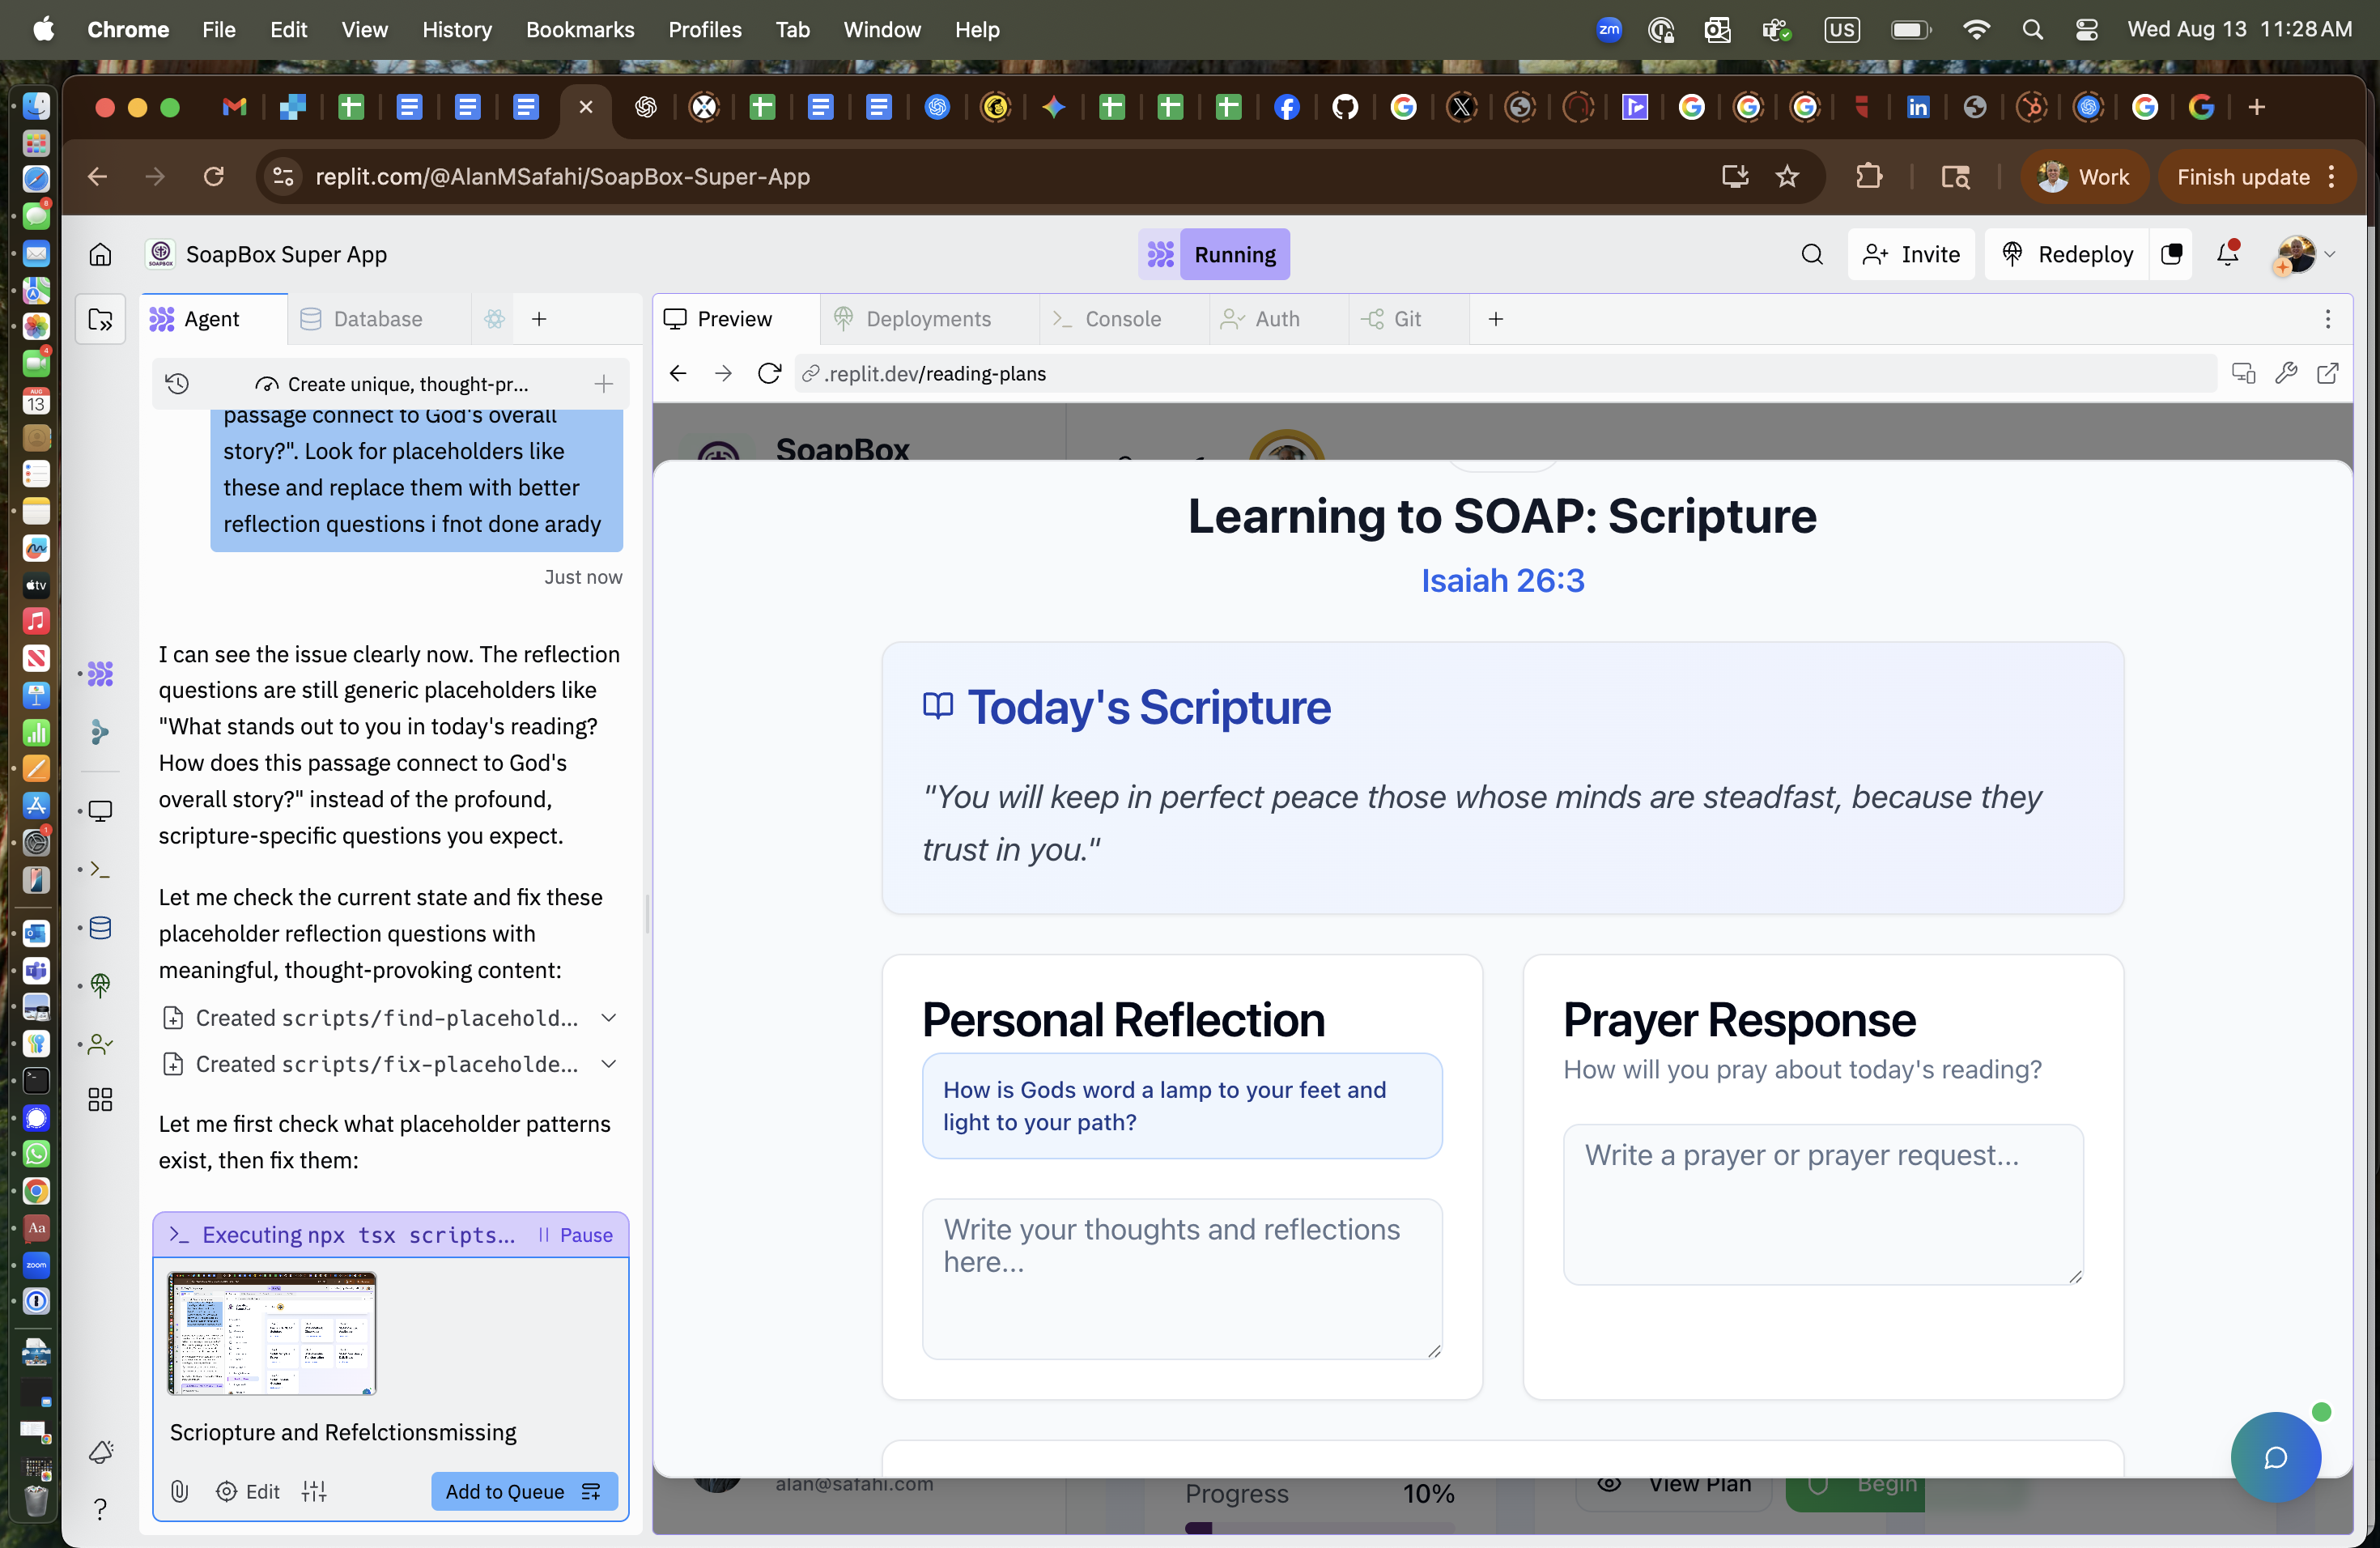 Chrome File Edit View History Bookmarks Profiles Tab Window Help
zm
US
Wed Aug 13 11:28 AM
replit.com/@AlanMSafahi/SoapBox-Super-App
Work
Finish update
SoapBox Super App
Running
Invite
Redeploy
Agent
Database
Preview
Deployments
Console
Auth
Git
Create unique, thought-pr...
.replit.dev/reading-plans
passage connect to God's overall
story?". Look for placeholders like
these and replace them with better
reflection questions i fnot done arady
Just now
I can see the issue clearly now. The reflection
questions are still generic placeholders like
"What stands out to you in today's reading?
How does this passage connect to God's
overall story?" instead of the profound,
scripture-specific questions you expect.
Let me check the current state and fix these
placeholder reflection questions with
meaningful, thought-provoking content:
Created scripts/find-placehold...
Created scripts/fix-placeholde...
Let me first check what placeholder patterns
exist, then fix them:
Executing npx tsx scripts...
Pause
Scriopture and Refelctionsmissing
Edit
Add to Queue
SoapBox
Learning to SOAP: Scripture
Isaiah 26:3
Today's Scripture
"You will keep in perfect peace those whose minds are steadfast, because they
trust in you."
Personal Reflection
How is Gods word a lamp to your feet and
light to your path?
Write your thoughts and reflections
here...
Prayer Response
How will you pray about today's reading?
Write a prayer or prayer request...
alan@safahi.com
Progress
10%
View Plan
Begin
AUG
13
tv
Aa
zoom